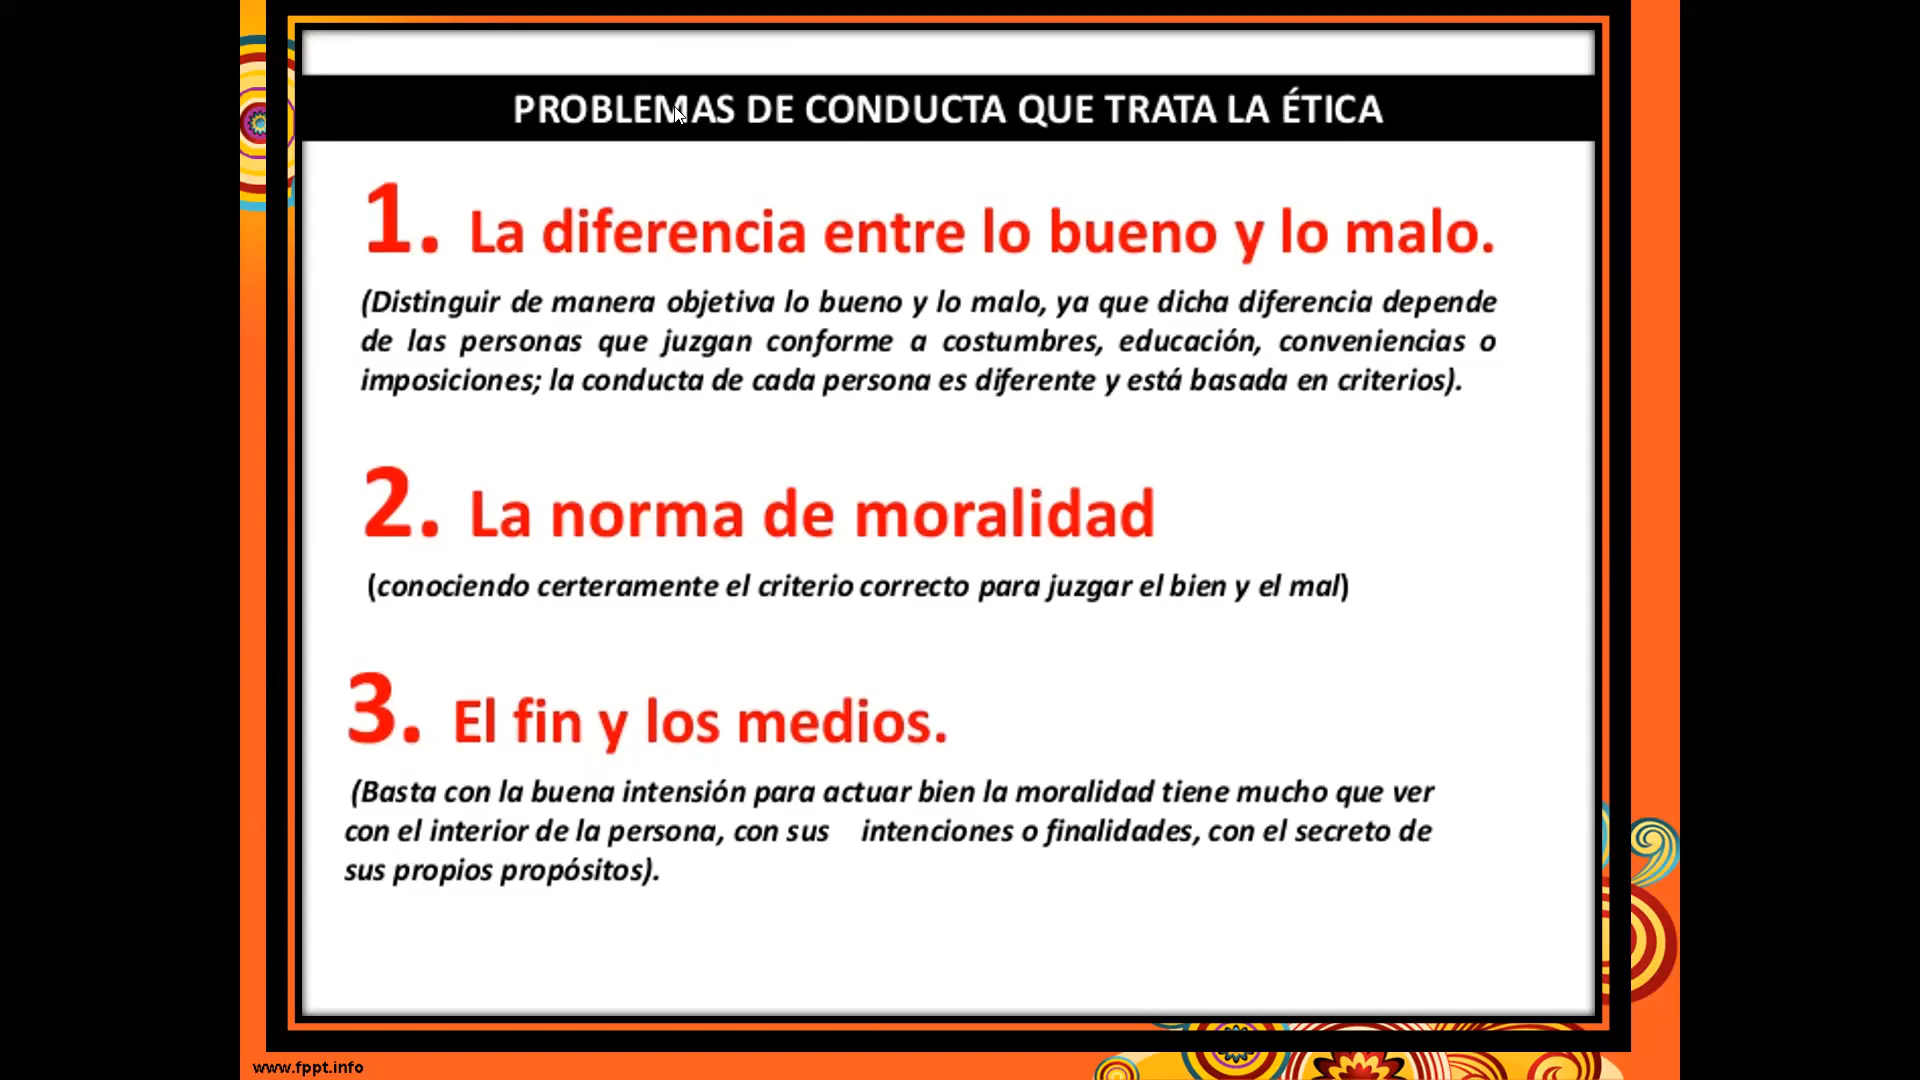 PROBLEMAS DE CONDUCTA QUE TRATA LA ÉTICA
1. La diferencia entre lo bueno y lo malo.
(Distinguir de manera objetiva lo bueno y lo malo, ya que dicha diferencia depende
de las personas que juzgan conforme a costumbres, educación, conveniencias o
imposiciones; la conducta de cada persona es diferente y está basada en criterios).
2. La norma de moralidad
(conociendo certeramente el criterio correcto para juzgar el bien y el mal)
3. El fin y los medios.
(Basta con la buena intensión para actuar bien la moralidad tiene mucho que ver
con el interior de la persona, con sus intenciones o finalidades, con el secreto de
sus propios propósitos).
www.fppt.info